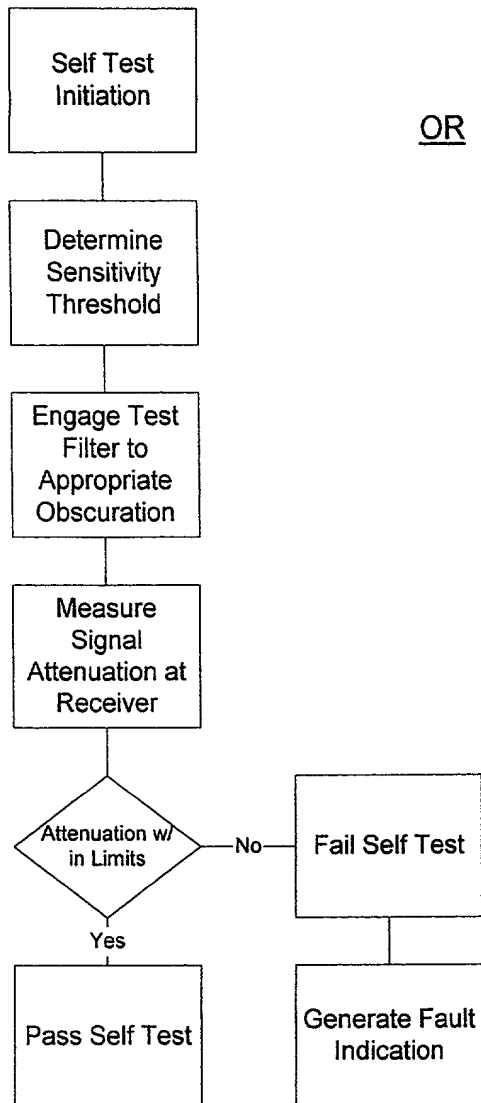 Self Test
Initiation
OR
Determine
Sensitivity
Threshold
Engage Test
Filter to
Appropriate
Obscuration
Measure
Signal
Attenuation at
Receiver
Attenuation w/
in Limits
No
Fail Self Test
Yes
Pass Self Test
Generate Fault
Indication